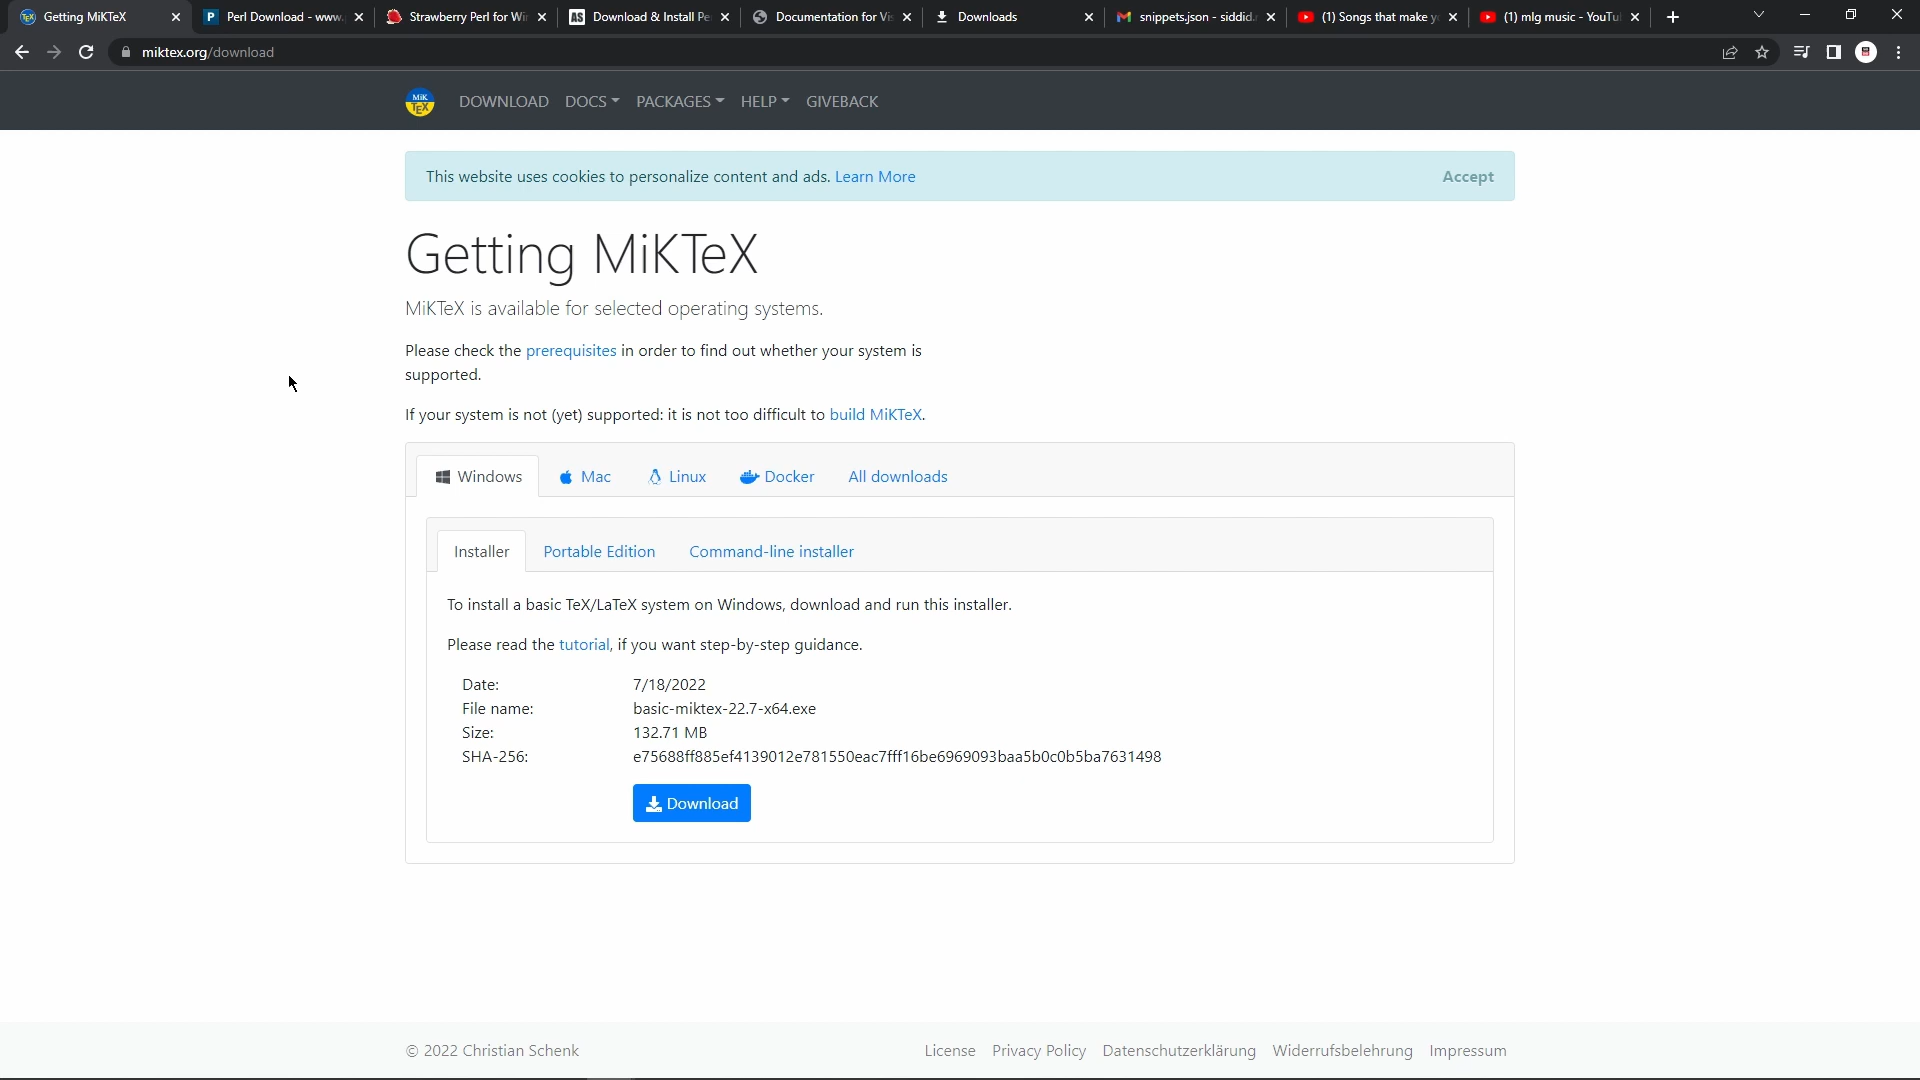 Getting MiKTeX
Perl Download - www.
Strawberry Perl for Wi
Download & Install Pe
Documentation for Vis
Downloads
snippets.json - siddid.
(1) Songs that make y
(1) mlg music - YouTu
miktex.org/download
MiK
TeX
DOWNLOAD DOCS PACKAGES HELP GIVEBACK
This website uses cookies to personalize content and ads. Learn More
Accept
Getting MiKTeX
MiKTeX is available for selected operating systems.
Please check the prerequisites in order to find out whether your system is
supported.
If your system is not (yet) supported: it is not too difficult to build MiKTeX.
Windows Mac Linux Docker All downloads
Installer Portable Edition Command-line installer
To install a basic TeX/LaTeX system on Windows, download and run this installer.
Please read the tutorial, if you want step-by-step guidance.
Date: 7/18/2022
File name: basic-miktex-22.7-x64.exe
Size: 132.71 MB
SHA-256: e75688ff885ef4139012e781550eac7fff16be6969093baa5b0c0b5ba7631498
Download
© 2022 Christian Schenk
License Privacy Policy Datenschutzerklärung Widerrufsbelehrung Impressum